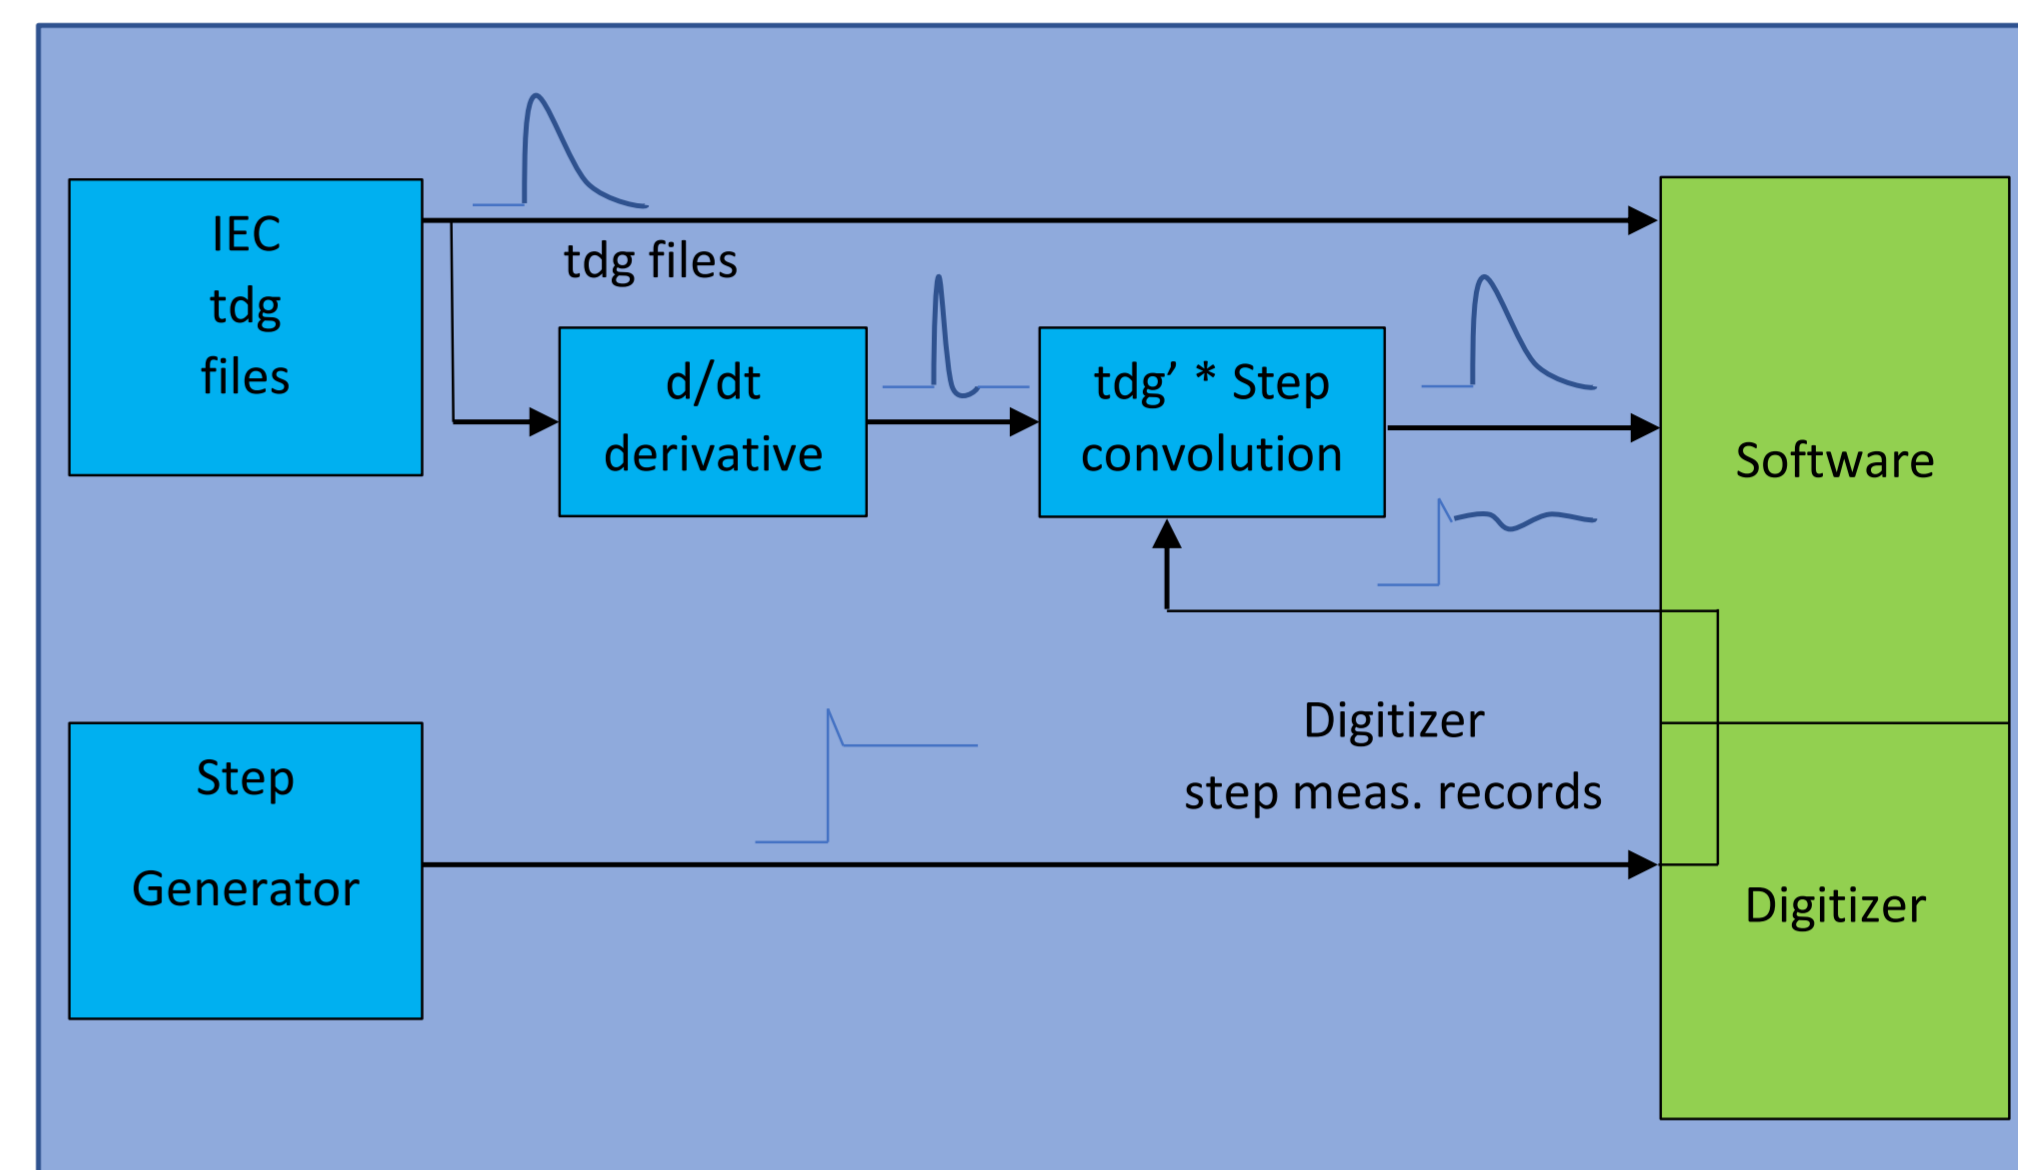 IEC
tdg
files
tdg files
d/dt
derivative
tdg’ * Step
convolution
Software
Step
Generator
Digitizer
step meas. records
Digitizer